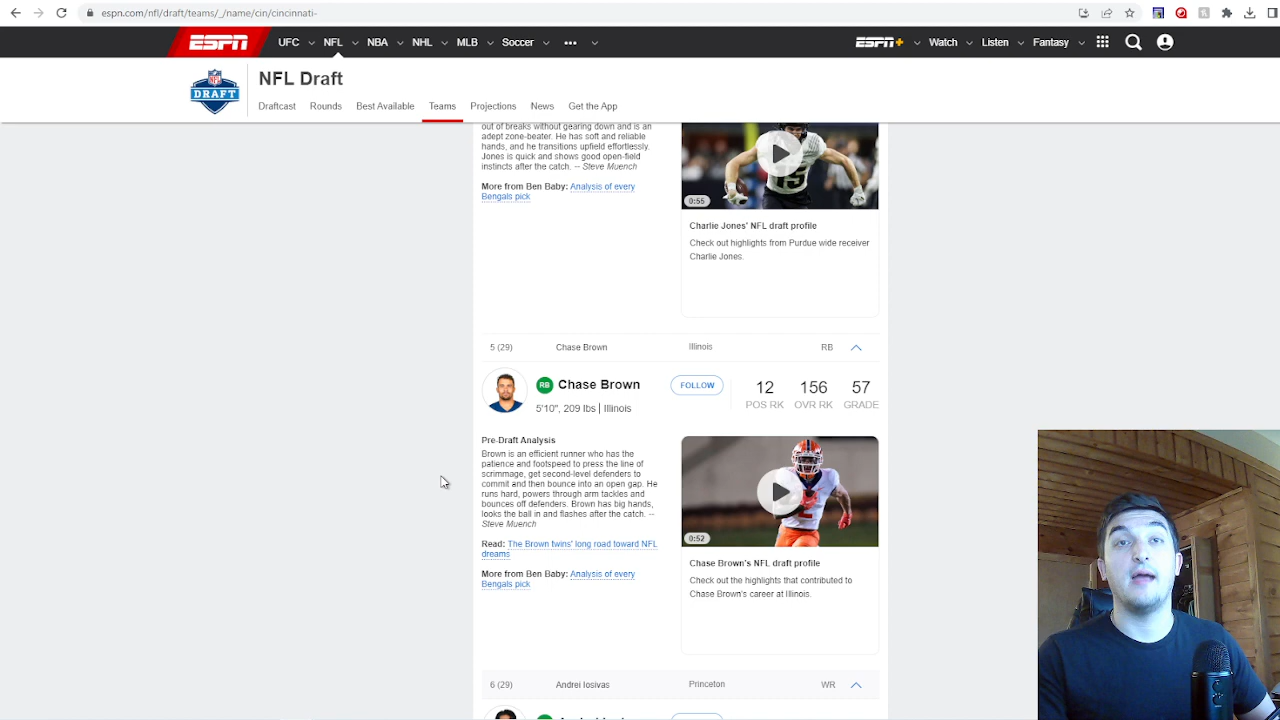 espn.com/nfl/draft/teams/_/name/cin/cincinnati-
ESPN UFC NFL NBA NHL MLB Soccer ••• ESPN+ Watch Listen Fantasy
NFL DRAFT
NFL Draft
Draftcast Rounds Best Available Teams Projections News Get the App
out of breaks without gearing down and is an
adept zone-beater. He has soft and reliable
hands, and he transitions upfield effortlessly.
Jones is quick and shows good open-field
instincts after the catch. -- Steve Muench
More from Ben Baby: Analysis of every
Bengals pick
15
0:55
Charlie Jones' NFL draft profile
Check out highlights from Purdue wide receiver
Charlie Jones.
5 (29) Chase Brown Illinois RB
RB Chase Brown FOLLOW 12 156 57
5'10", 209 lbs | Illinois POS RK OVR RK GRADE
Pre-Draft Analysis
Brown is an efficient runner who has the
patience and footspeed to press the line of
scrimmage, get second-level defenders to
commit and then bounce into an open gap. He
runs hard, powers through arm tackles and
bounces off defenders. Brown has big hands,
looks the ball in and flashes after the catch. --
Steve Muench
Read: The Brown twins' long road toward NFL
dreams
More from Ben Baby: Analysis of every
Bengals pick
0:52
Chase Brown's NFL draft profile
Check out the highlights that contributed to
Chase Brown's career at Illinois.
6 (29) Andrei Iosivas Princeton WR